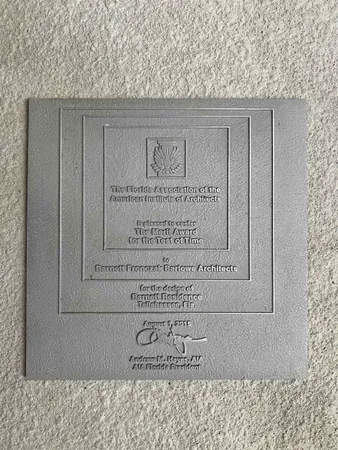 The Florida Association of the
American Institute of Architects
is pleased to confer
The Merit Award
for the Test of Time
to
Barnett Fronczak Barlowe Architects
for the design of
Barnett Residence
Tallahassee, Fla.
August 1, 2015
Andrew M. Hayes, AIA
AIA Florida President